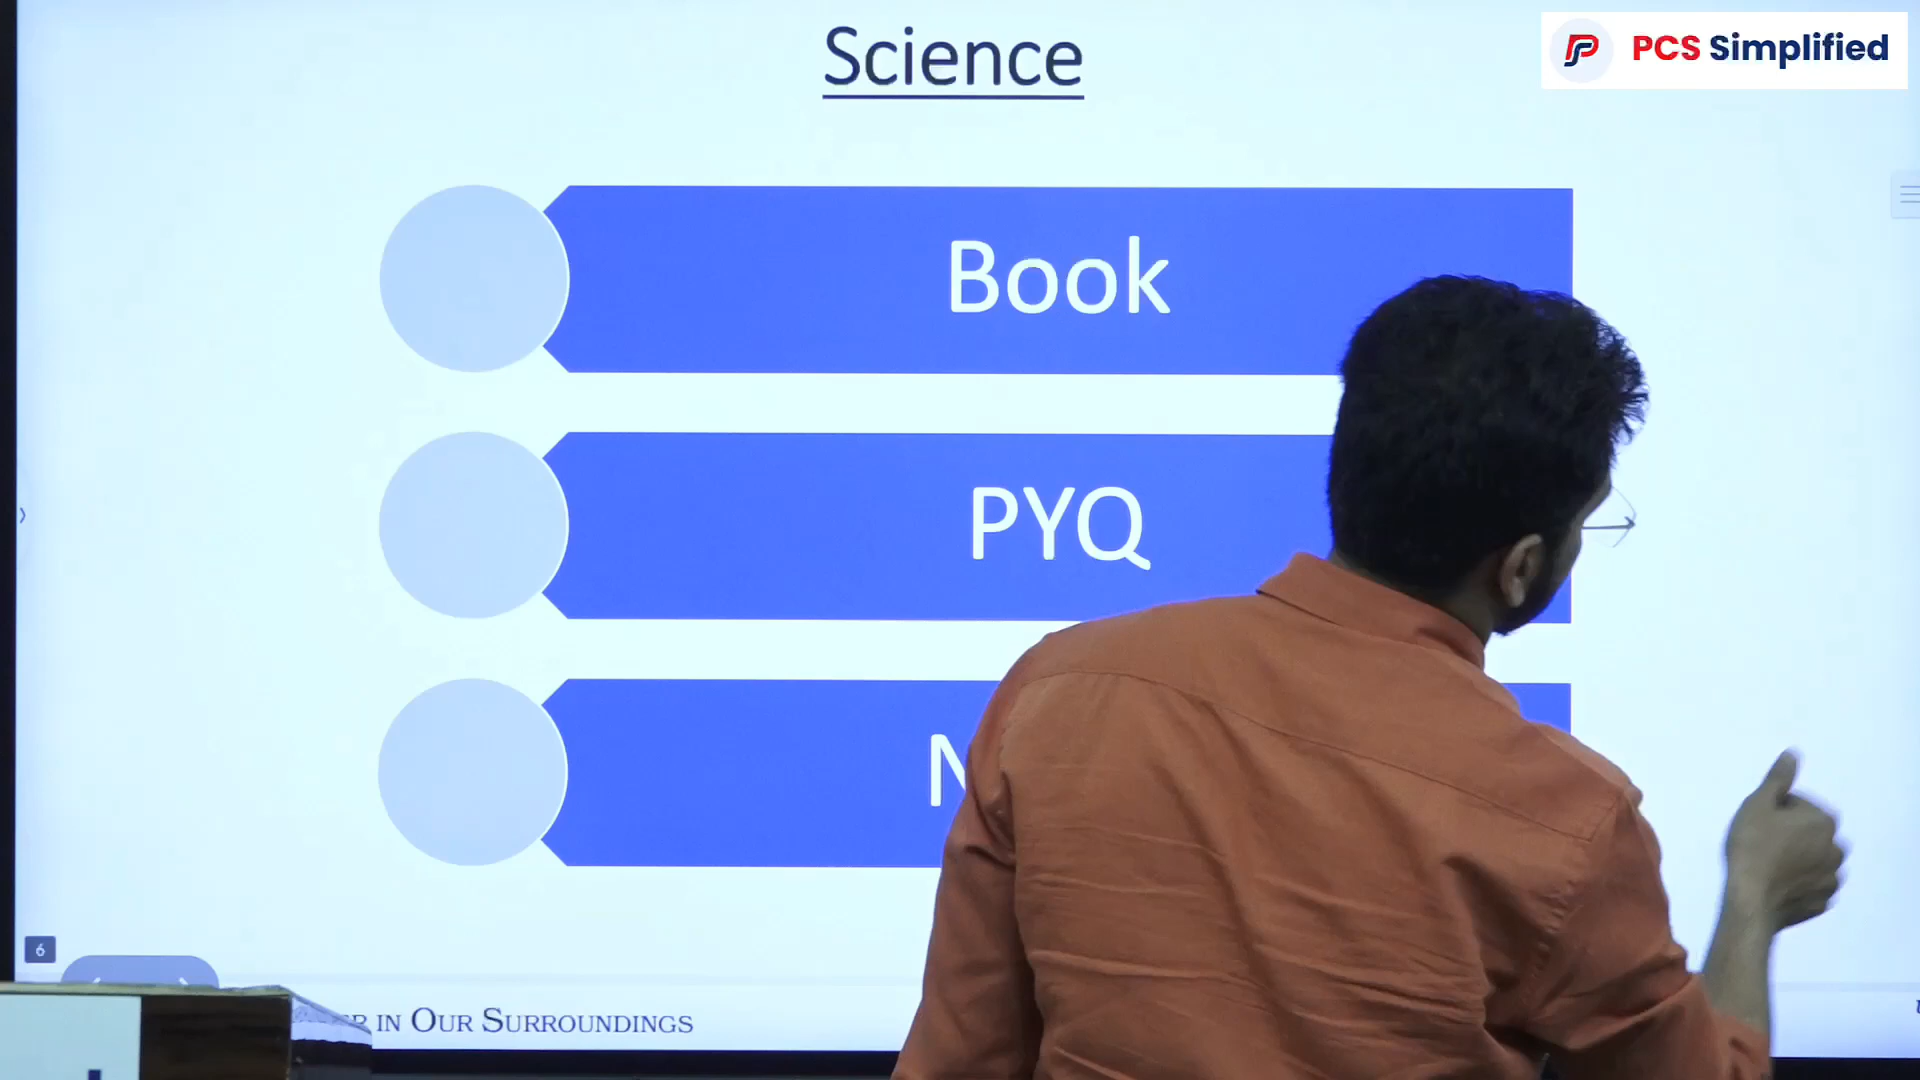 PCS Simplified
Science
Book
PYQ
6
IN OUR SURROUNDINGS